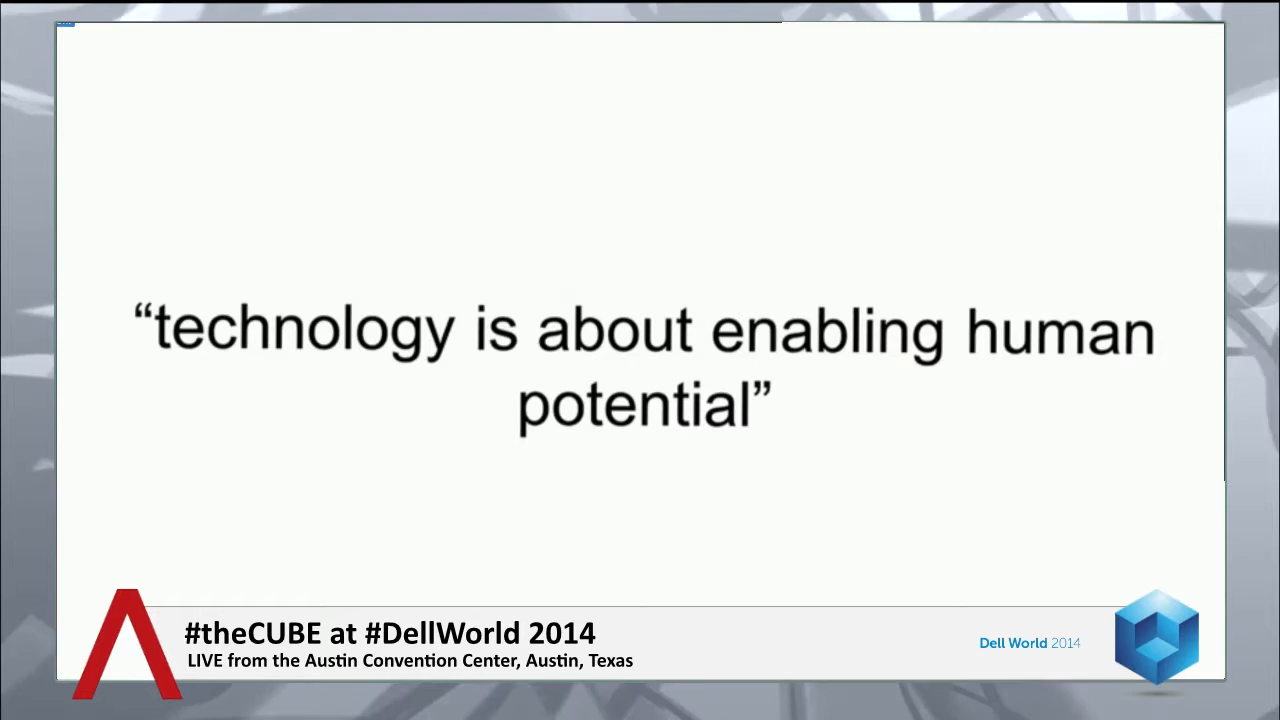 “technology is about enabling human
potential”
#theCUBE at #DellWorld 2014
LIVE from the Austin Convention Center, Austin, Texas
Dell World 2014